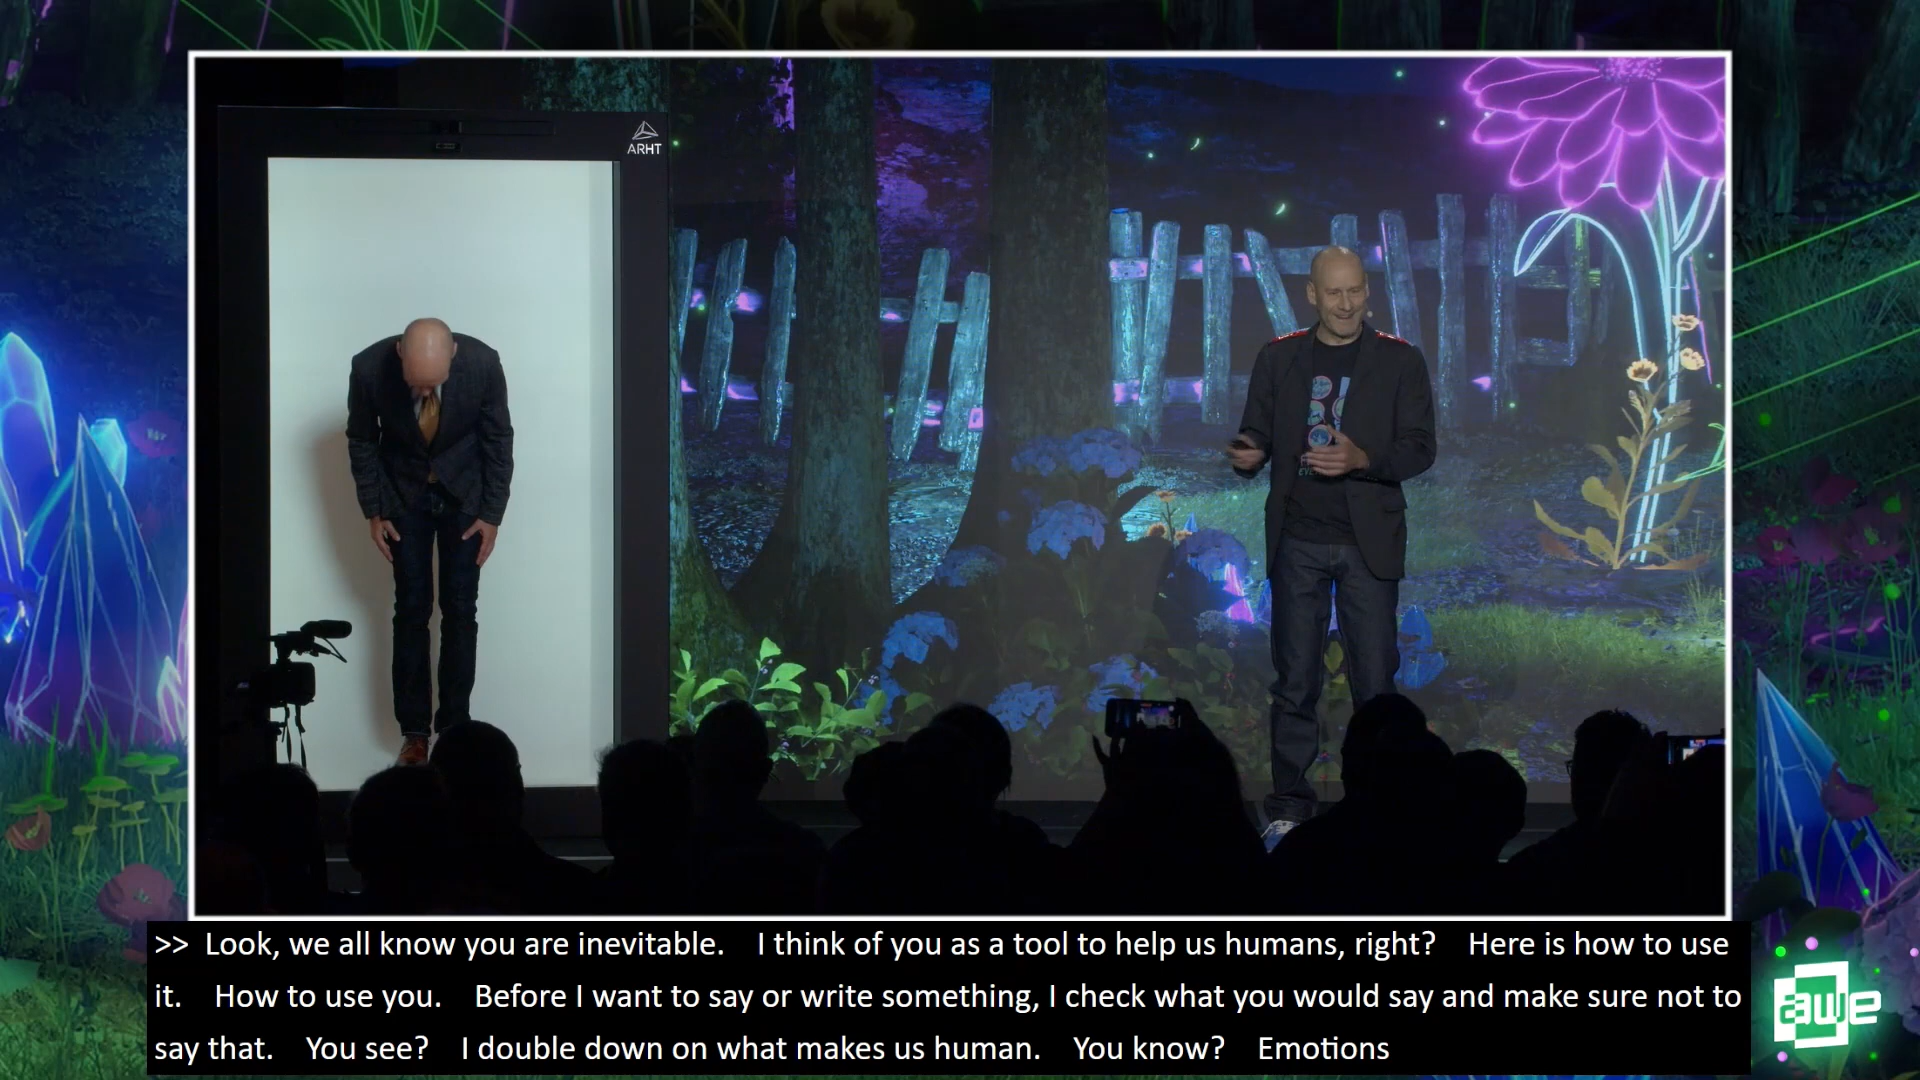 ARHT
>> Look, we all know you are inevitable. I think of you as a tool to help us humans, right? Here is how to use
it. How to use you. Before I want to say or write something, I check what you would say and make sure not to
say that. You see? I double down on what makes us human. You know? Emotions
awe